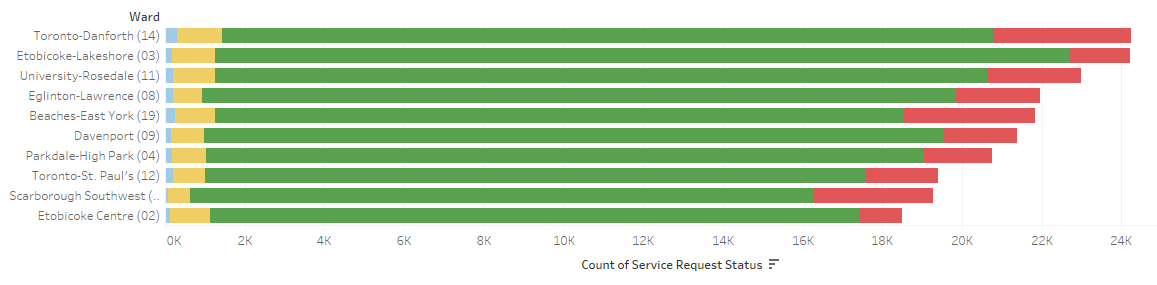 Ward
Toronto-Danforth (14)
Etobicoke-Lakeshore (03)
University-Rosedale (11)
Eglinton-Lawrence (08)
Beaches-East York (19)
Davenport (09)
Parkdale-High Park (04)
Toronto-St. Paul's (12)
Scarborough Southwest (..
Etobicoke Centre (02)
0K 2K 4K 6K 8K 10K 12K 14K 16K 18K 20K 22K 24K
Count of Service Request Status